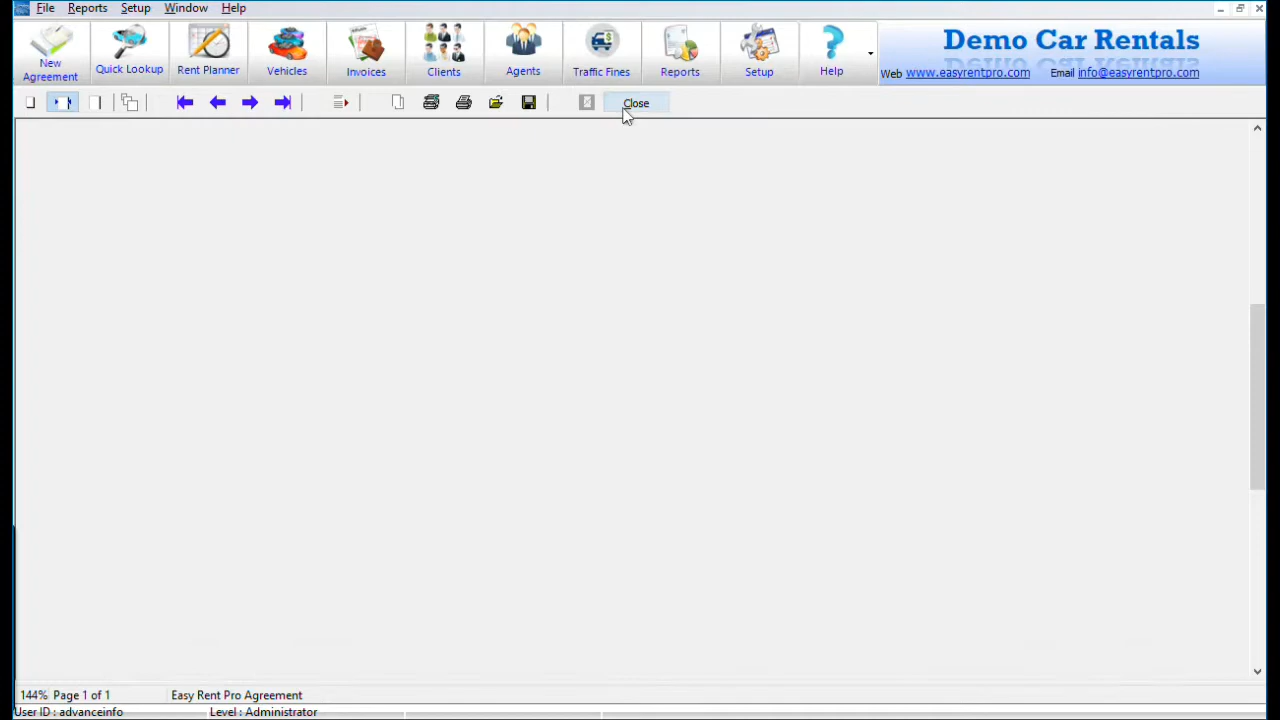 File Reports Setup Window Help
New Agreement
Quick Lookup
Rent Planner
Vehicles
Invoices
Clients
Agents
Traffic Fines
Reports
Setup
Help
Demo Car Rentals
Web www.easyrentpro.com Email info@easyrentpro.com
Close
144% Page 1 of 1 Easy Rent Pro Agreement
User ID : advanceinfo Level : Administrator